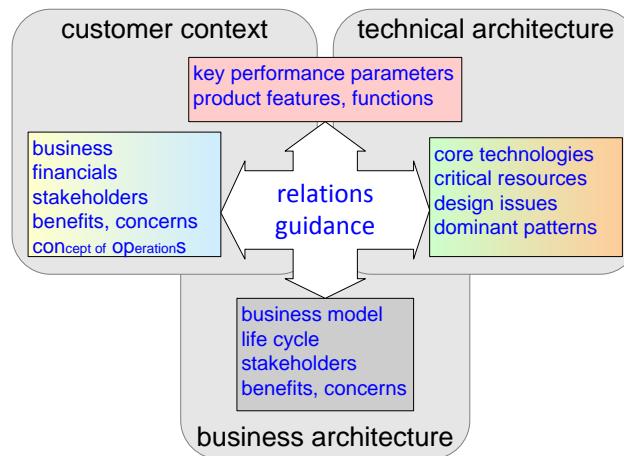 customer context
technical architecture
key performance parameters
product features, functions
business
financials
stakeholders
benefits, concerns
concept of operations
relations
guidance
core technologies
critical resources
design issues
dominant patterns
business model
life cycle
stakeholders
benefits, concerns
business architecture